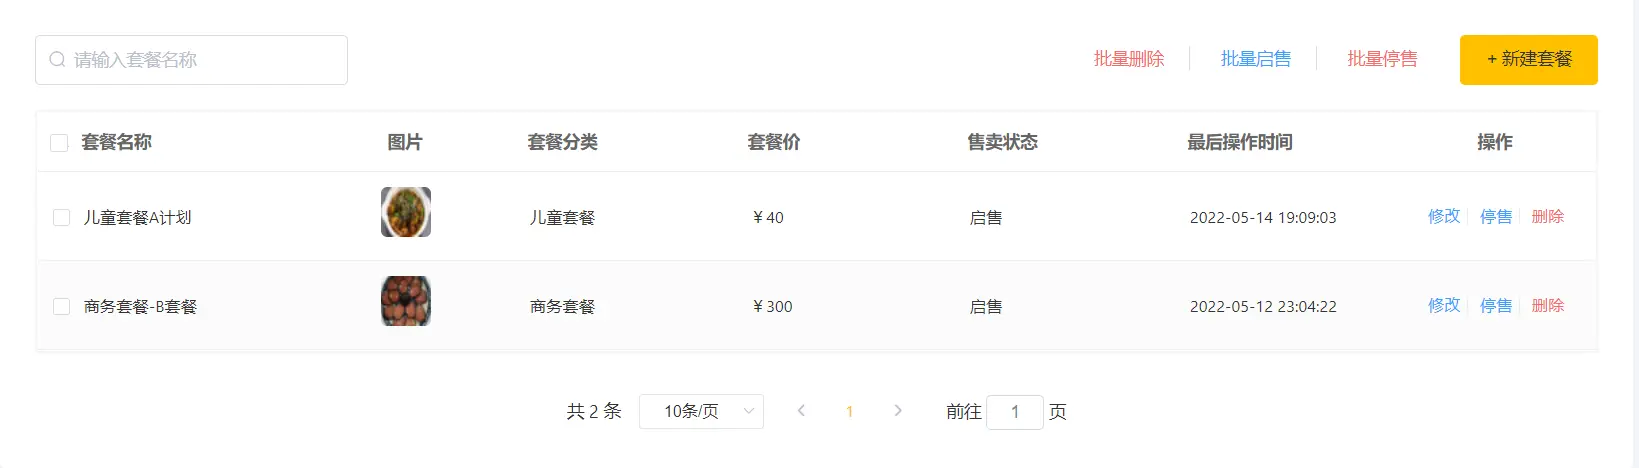 请输入套餐名称 批量删除 批量启售 批量停售 + 新建套餐
套餐名称 图片 套餐分类 套餐价 售卖状态 最后操作时间 操作
儿童套餐A计划 儿童套餐 ￥40 启售 2022-05-14 19:09:03 修改 停售 删除
商务套餐-B套餐 商务套餐 ￥300 启售 2022-05-12 23:04:22 修改 停售 删除
共 2 条 10条/页 1 前往 1 页